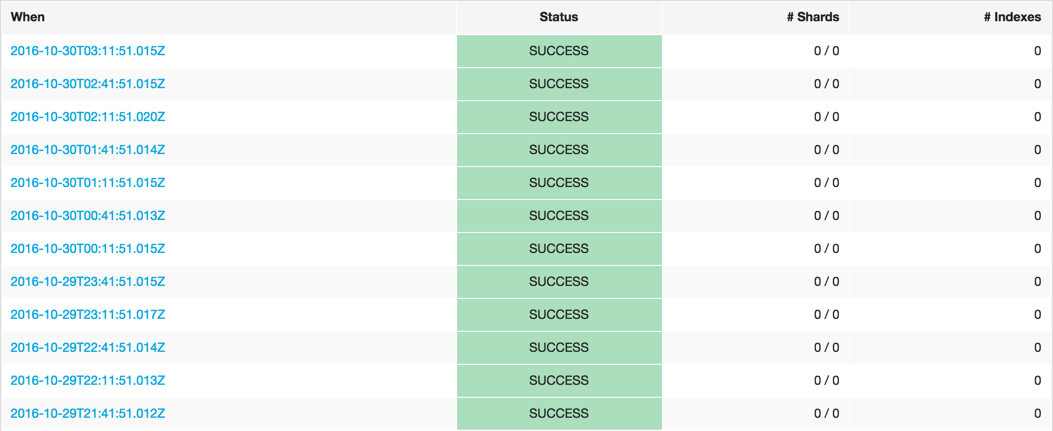 When Status # Shards # Indexes
2016-10-30T03:11:51.015Z SUCCESS 0 / 0 0
2016-10-30T02:41:51.015Z SUCCESS 0 / 0 0
2016-10-30T02:11:51.020Z SUCCESS 0 / 0 0
2016-10-30T01:41:51.014Z SUCCESS 0 / 0 0
2016-10-30T01:11:51.015Z SUCCESS 0 / 0 0
2016-10-30T00:41:51.013Z SUCCESS 0 / 0 0
2016-10-30T00:11:51.015Z SUCCESS 0 / 0 0
2016-10-29T23:41:51.015Z SUCCESS 0 / 0 0
2016-10-29T23:11:51.017Z SUCCESS 0 / 0 0
2016-10-29T22:41:51.014Z SUCCESS 0 / 0 0
2016-10-29T22:11:51.013Z SUCCESS 0 / 0 0
2016-10-29T21:41:51.012Z SUCCESS 0 / 0 0